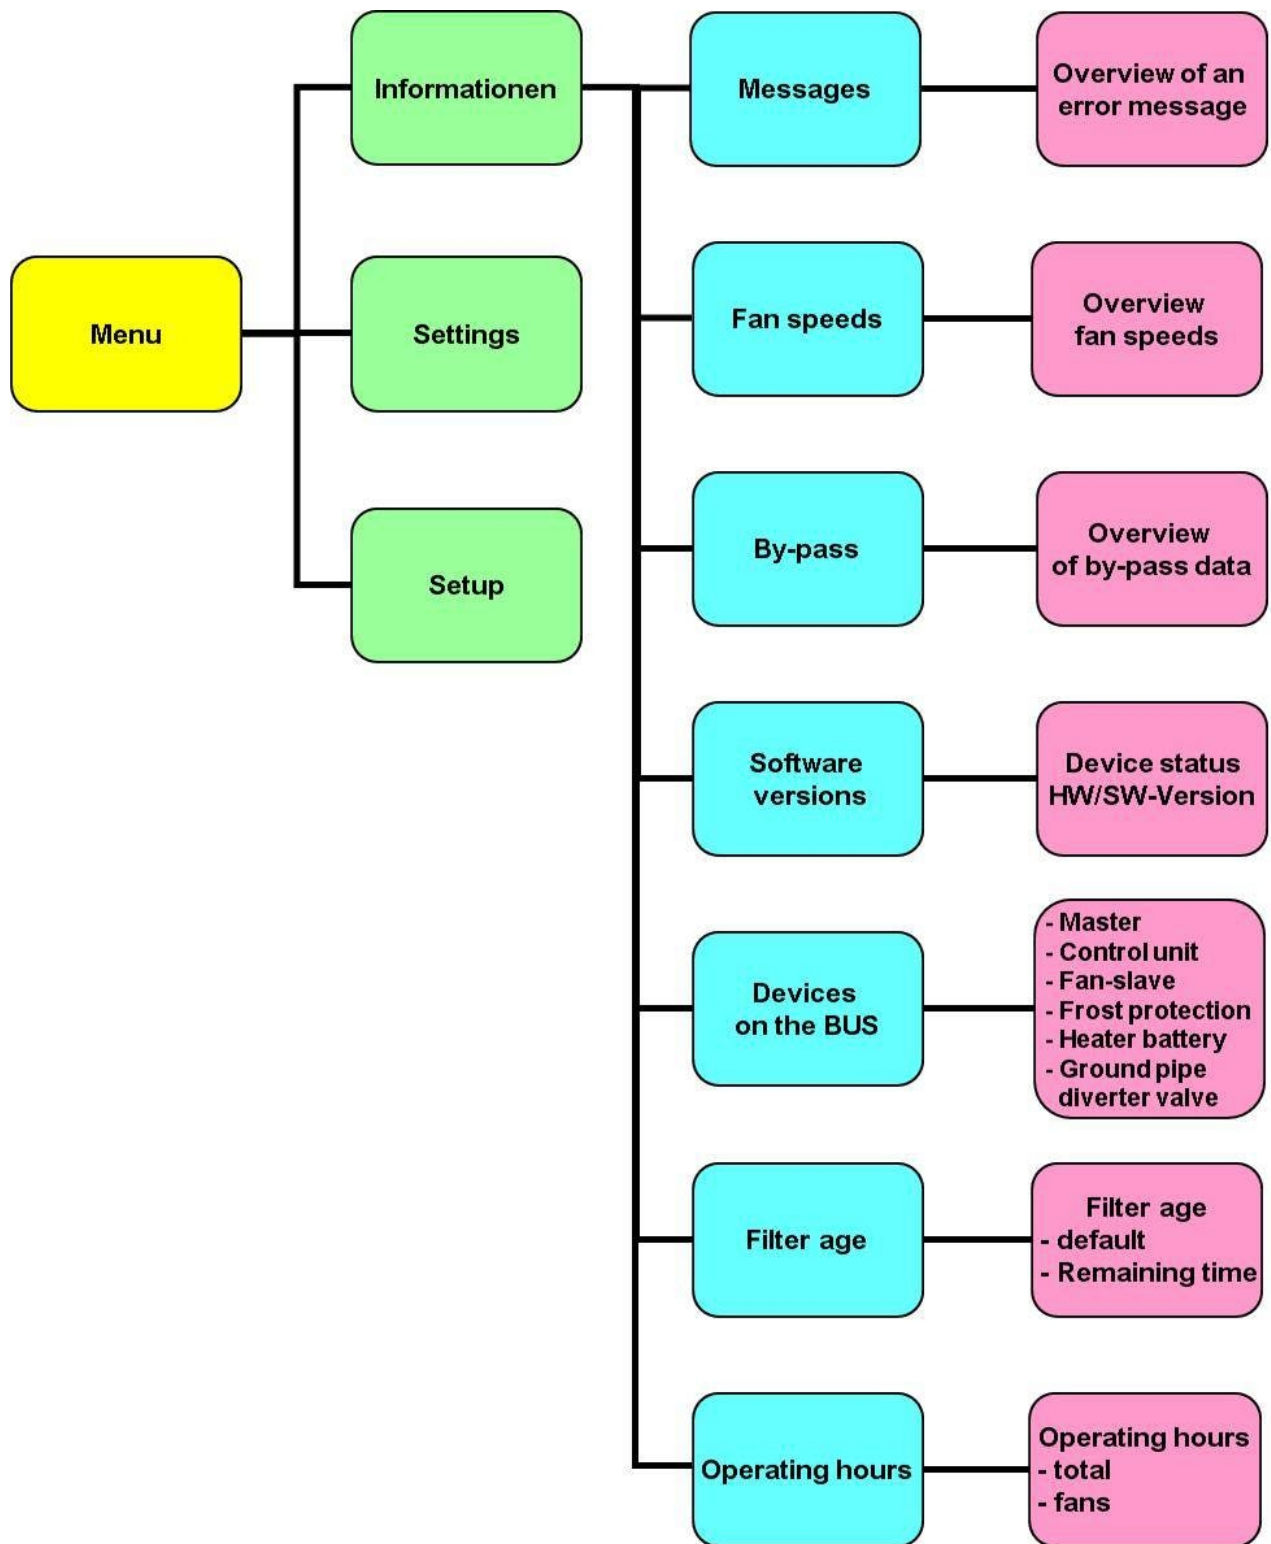 Informationen
Messages
Overview of an
error message
Menu
Settings
Fan speeds
Overview
fan speeds
Setup
By-pass
Overview
of by-pass data
Software
versions
Device status
HW/SW-Version
Devices
on the BUS
- Master
- Control unit
- Fan-slave
- Frost protection
- Heater battery
- Ground pipe
diverter valve
Filter age
Filter age
- default
- Remaining time
Operating hours
Operating hours
- total
- fans